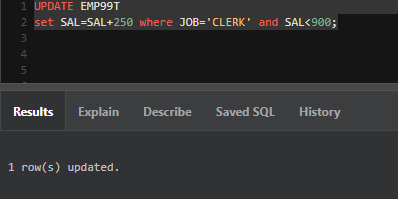 1 UPDATE EMP99T
2 set SAL=SAL+250 where JOB='CLERK' and SAL<900;
3
4
5
Results Explain Describe Saved SQL History
1 row(s) updated.